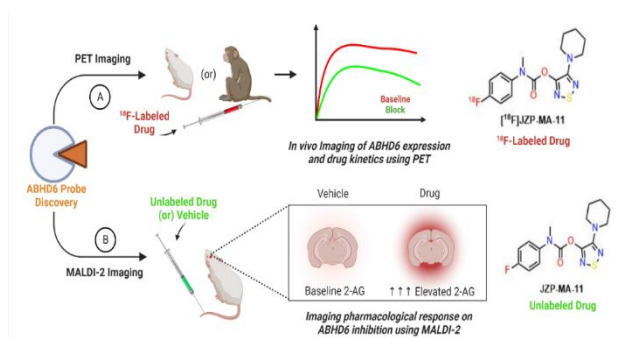 PET Imaging
A
(or)
18F-Labeled
Drug
Baseline
Block
In vivo Imaging of ABHD6 expression
and drug kinetics using PET
18F
F
N
O
O
N
N
S
N
[18F]JZP-MA-11
18F-Labeled Drug
ABHD6 Probe
Discovery
B
MALDI-2 Imaging
Unlabeled Drug
(or) Vehicle
Vehicle
Drug
Baseline 2-AG
↑↑↑ Elevated 2-AG
Imaging pharmacological response on
ABHD6 inhibition using MALDI-2
F
N
O
O
N
N
S
N
JZP-MA-11
Unlabeled Drug